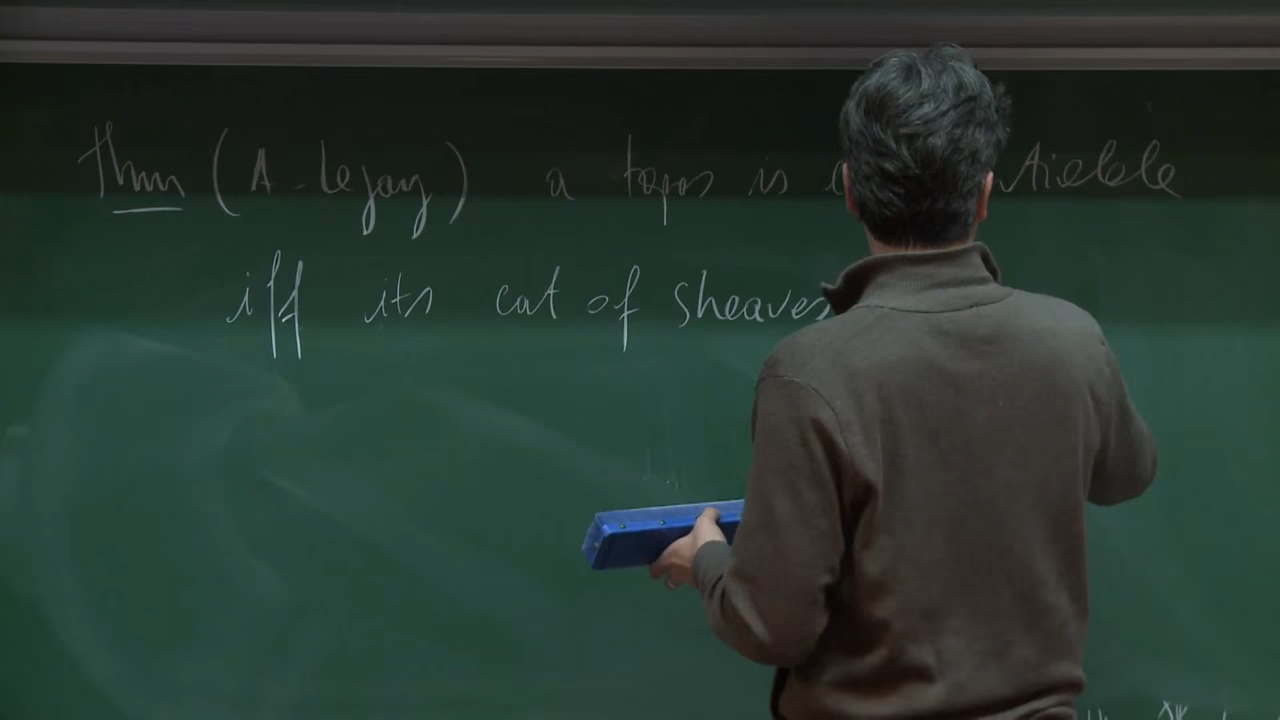 thm (A. Lejay) a topos is
iff its cat of sheaves